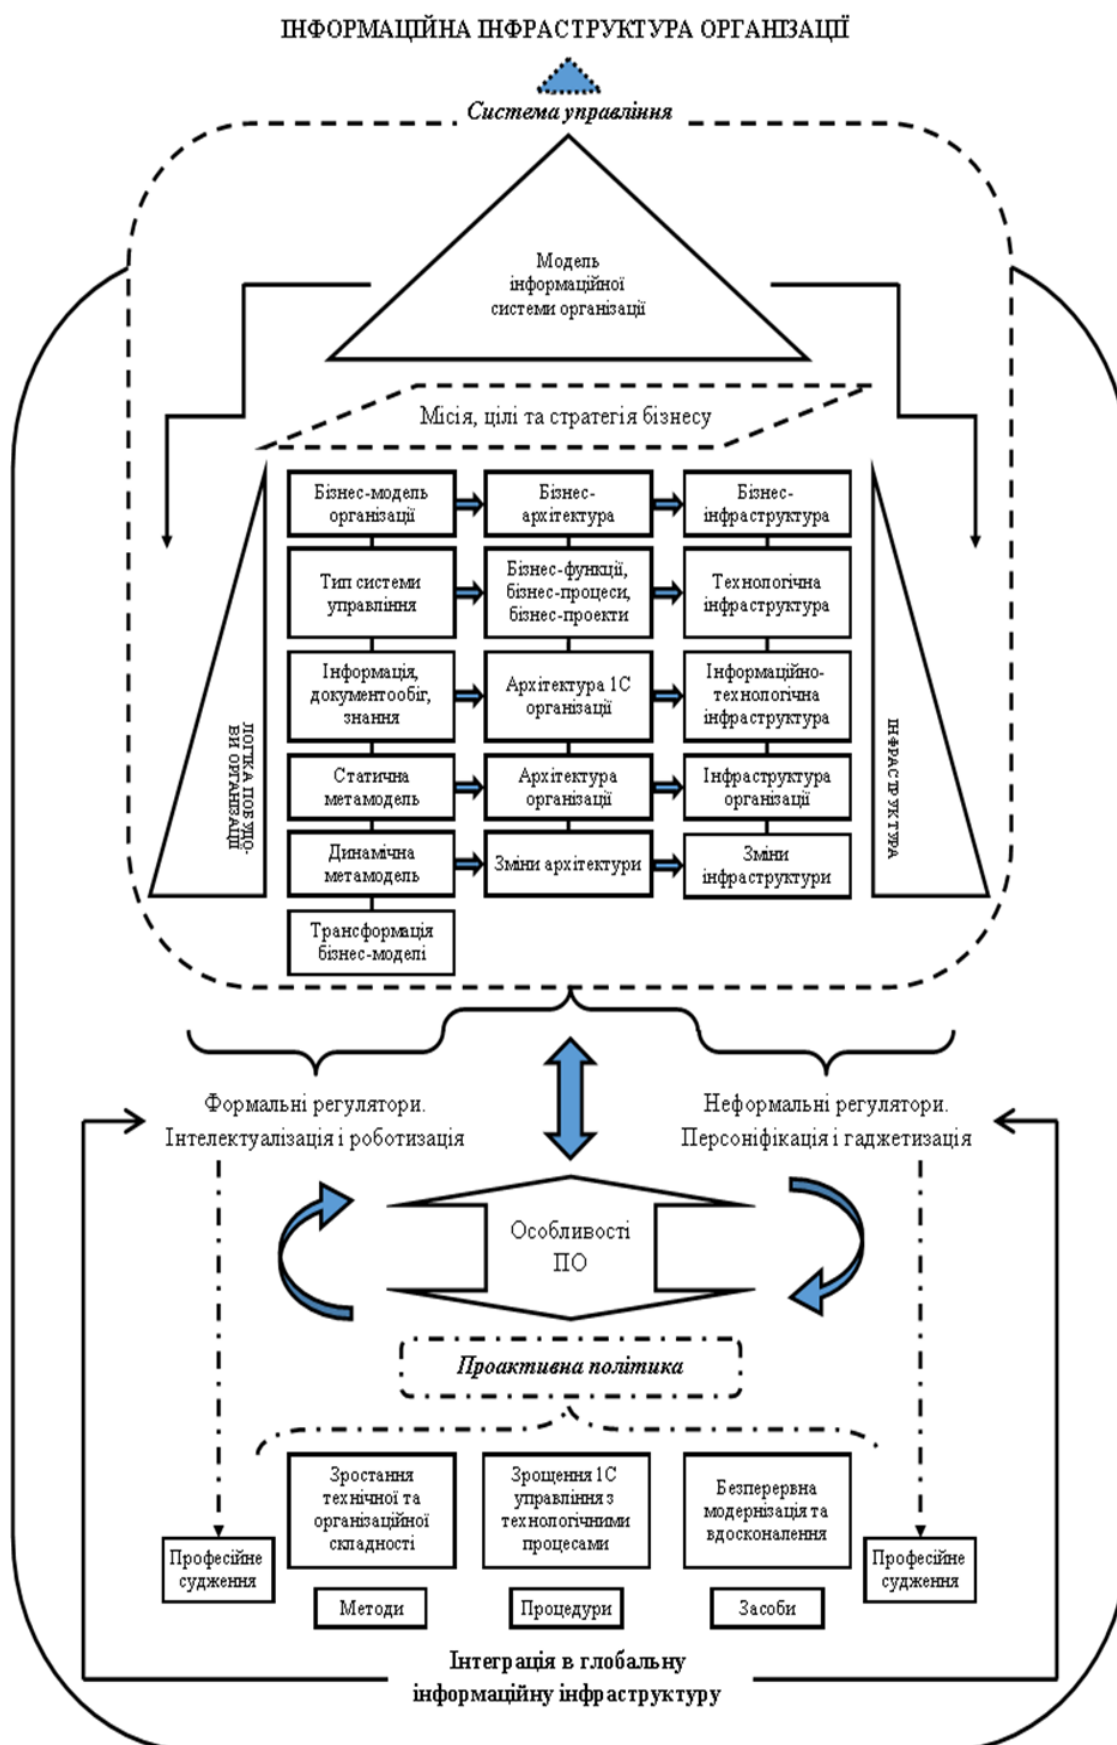 ІНФОРМАЦІЙНА ІНФРАСТРУКТУРА ОРГАНІЗАЦІЇ
Система управління
Модель
інформаційної
системи організації
Місія, цілі та стратегія бізнесу
ЛОГІКА ПОБУДО-
ВИ ОРГАНІЗАЦІЇ
Бізнес-модель
організації
Бізнес-
архітектура
Бізнес-
інфраструктура
Тип системи
управління
Бізнес-функції,
бізнес-процеси,
бізнес-проекти
Технологічна
інфраструктура
Інформація,
документообіг,
знання
Архітектура 1С
організації
Інформаційно-
технологічна
інфраструктура
Статична
метамодель
Архітектура
організації
Інфраструктура
організації
Динамічна
метамодель
Зміни архітектури
Зміни
інфраструктури
Трансформація
бізнес-моделі
ІНФРАСТРУКТУРА
Формальні регулятори.
Інтелектуалізація і роботизація
Неформальні регулятори.
Персоніфікація і гаджетизація
Особливості
ПО
Проактивна політика
Зростання
технічної та
організаційної
складності
Зрощення 1С
управління з
технологічними
процесами
Безперервна
модернізація та
вдосконалення
Професійне
судження
Професійне
судження
Методи
Процедури
Засоби
Інтеграція в глобальну
інформаційну інфраструктуру